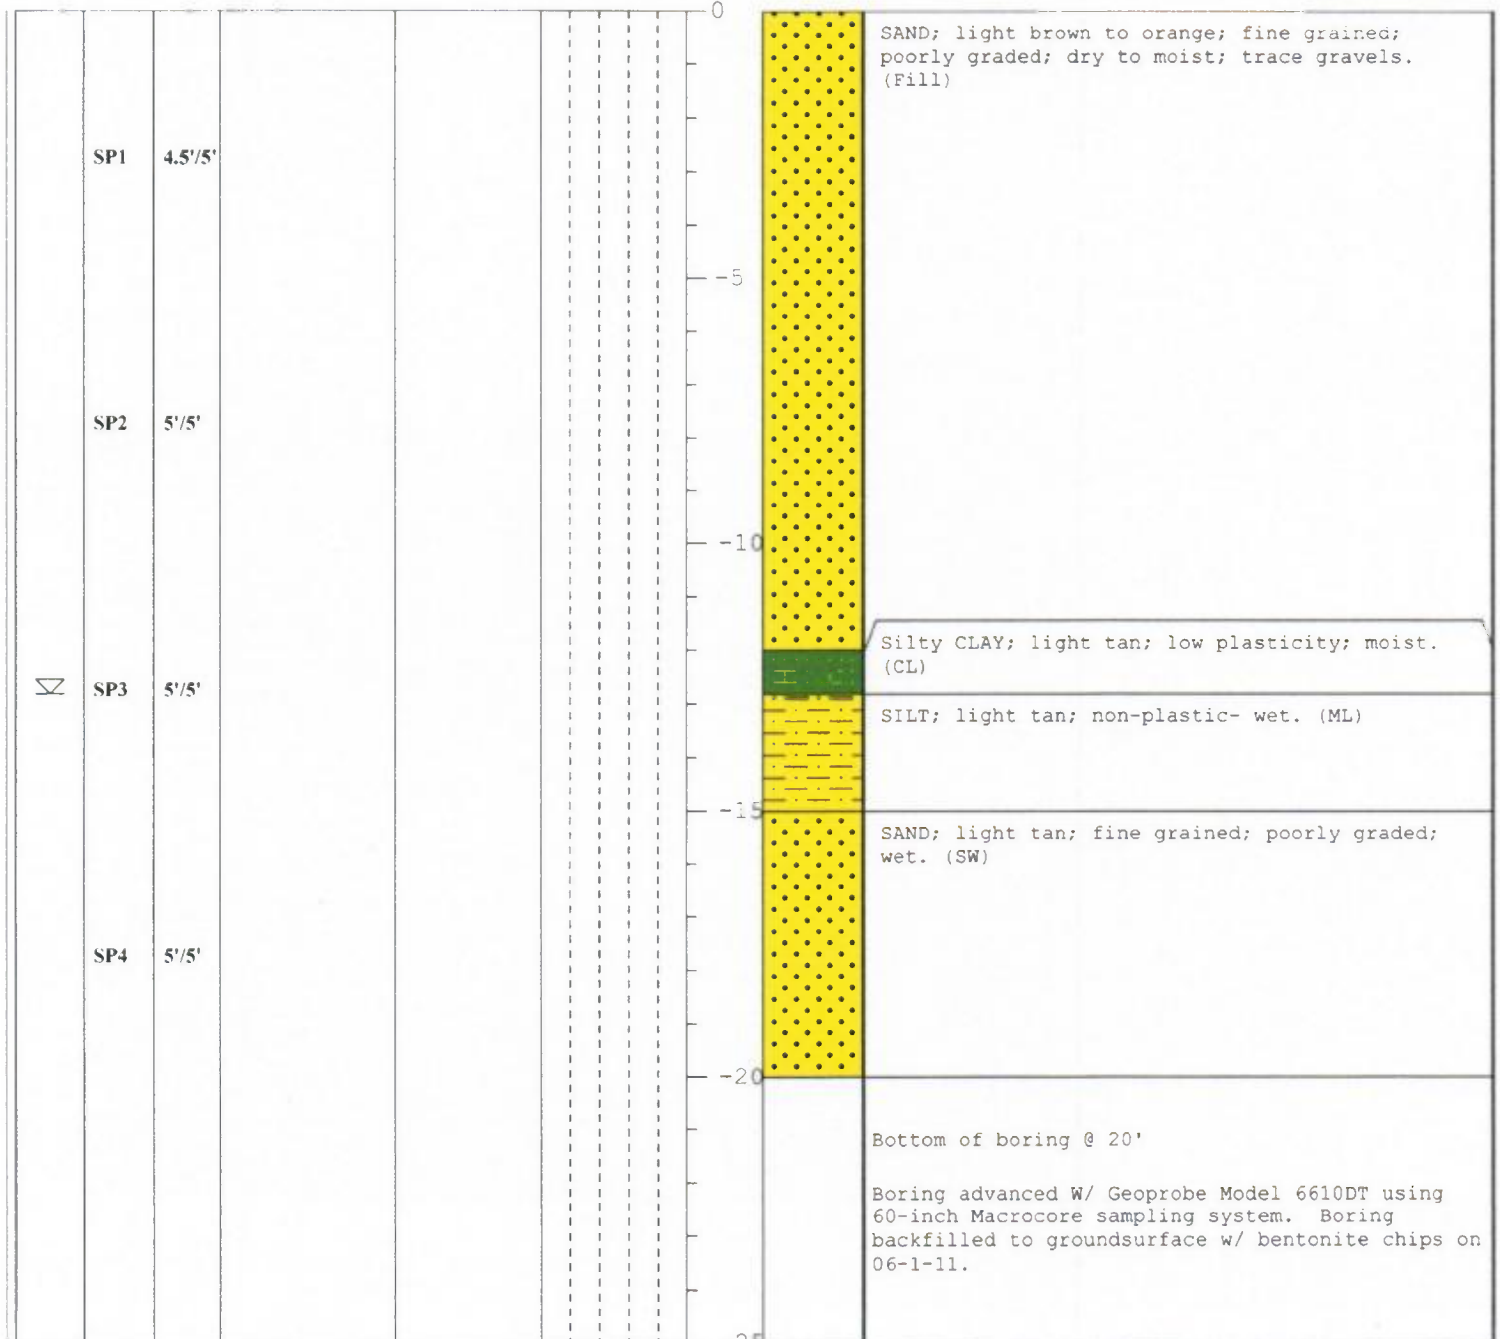 0
SAND; light brown to orange; fine grained;
poorly graded; dry to moist; trace gravels.
(Fill)
SP1 4.5'/5'
-5
SP2 5'/5'
-10
Silty CLAY; light tan; low plasticity; moist.
(CL)
SP3 5'/5'
SILT; light tan; non-plastic- wet. (ML)
-15
SAND; light tan; fine grained; poorly graded;
wet. (SW)
SP4 5'/5'
-20
Bottom of boring @ 20'
Boring advanced W/ Geoprobe Model 6610DT using
60-inch Macrocore sampling system. Boring
backfilled to groundsurface w/ bentonite chips on
06-1-11.